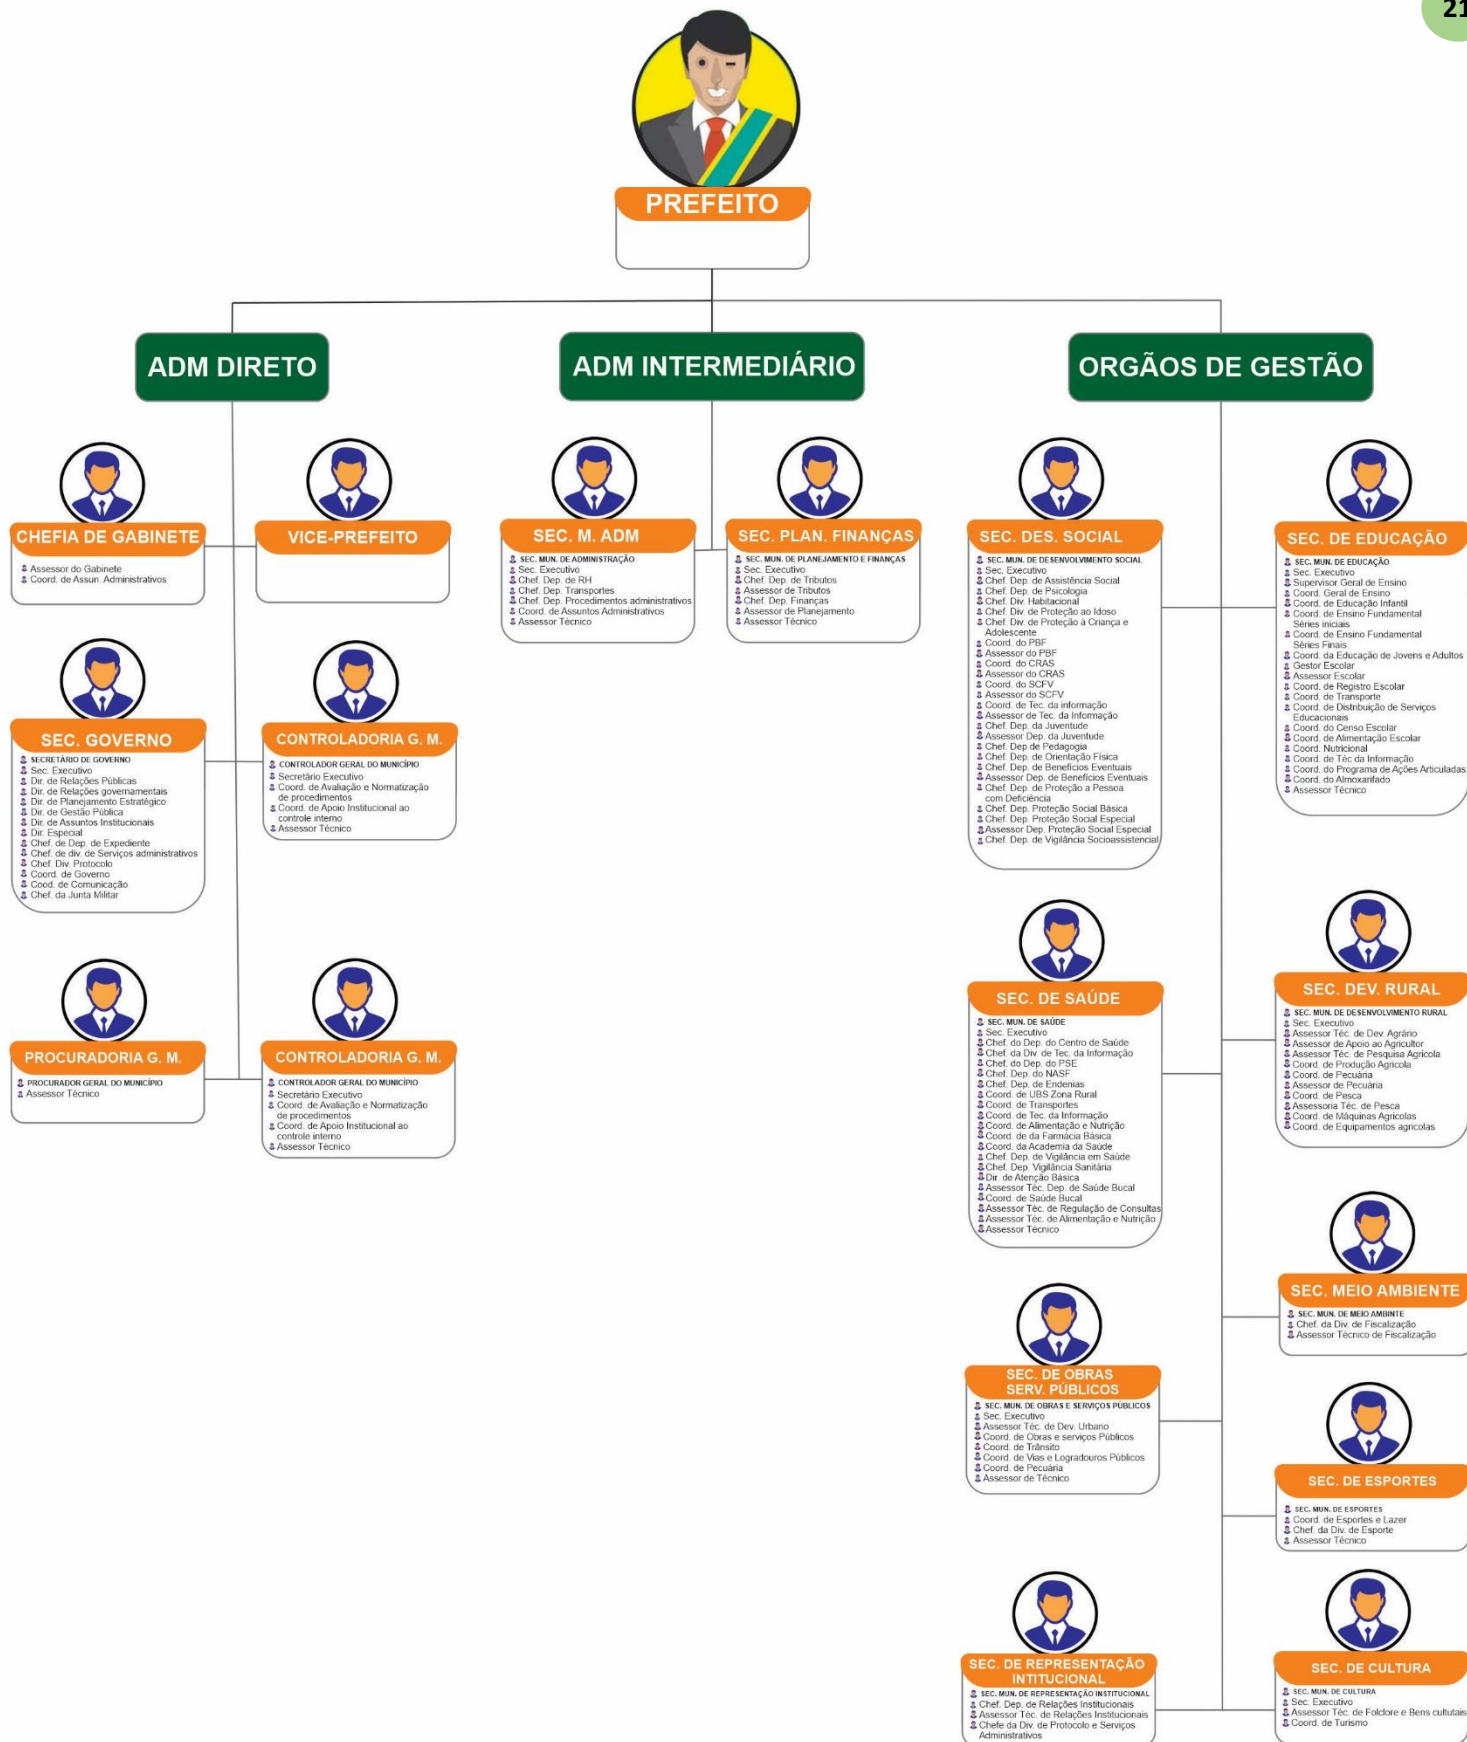 21
PREFEITO
ADM DIRETO
ADM INTERMEDIÁRIO
ORGÃOS DE GESTÃO
CHEFIA DE GABINETE
Assessor do Gabinete
Coord. de Assun. Administrativos
VICE-PREFEITO
SEC. GOVERNO
SECRETÁRIO DE GOVERNO
Sec. Executivo
Dir. de Relações Públicas
Dir. de Relações governamentais
Dir. de Planejamento Estratégico
Dir. de Gestão Pública
Dir. de Assuntos Institucionais
Dir. Especial
Chef. de Dep. de Expediente
Chef. de div. de Serviços administrativos
Chef. Div. Protocolo
Coord. de Governo
Cood. de Comunicação
Chef. da Junta Militar
CONTROLADORIA G. M.
CONTROLADOR GERAL DO MUNICÍPIO
Secretário Executivo
Coord. de Avaliação e Normatização
de procedimentos
Coord. de Apoio Institucional ao
controle interno
Assessor Técnico
PROCURADORIA G. M.
PROCURADOR GERAL DO MUNICÍPIO
Assessor Técnico
CONTROLADORIA G. M.
CONTROLADOR GERAL DO MUNICÍPIO
Secretário Executivo
Coord. de Avaliação e Normatização
de procedimentos
Coord. de Apoio Institucional ao
controle interno
Assessor Técnico
SEC. M. ADM
SEC. MUN. DE ADMINISTRAÇÃO
Sec. Executivo
Chef. Dep. de RH
Chef. Dep. Transportes
Chef. Dep. Procedimentos administrativos
Coord. de Assuntos Administrativos
Assessor Técnico
SEC. PLAN. FINANÇAS
SEC. MUN. DE PLANEJAMENTO E FINANÇAS
Sec. Executivo
Chef. Dep. de Tributos
Assessor de Tributos
Chef. Dep. Finanças
Assessor de Planejamento
Assessor Técnico
SEC. DES. SOCIAL
SEC. MUN. DE DESENVOLVIMENTO SOCIAL
Sec. Executivo
Chef. Dep. de Assistência Social
Chef. Dep. de Psicologia
Chef. Div. Habitacional
Chef. Div. de Proteção ao Idoso
Chef. Div. de Proteção à Criança e
Adolescente
Coord. do PBF
Assessor do PBF
Coord. do CRAS
Assessor do CRAS
Coord. do SCFV
Assessor do SCFV
Coord. de Tec. da informação
Assessor de Tec. da Informação
Chef. Dep. da Juventude
Assessor Dep. da Juventude
Chef. Dep de Pedagogia
Chef. Dep. de Orientação Física
Chef. Dep. de Benefícios Eventuais
Assessor Dep. de Benefícios Eventuais
Chef. Dep. de Proteção a Pessoa
com Deficiência
Chef. Dep. Proteção Social Básica
Chef. Dep. Proteção Social Especial
Assessor Dep. Proteção Social Especial
Chef. Dep. de Vigilância Socioassistencial
SEC. DE EDUCAÇÃO
SEC. MUN. DE EDUCAÇÃO
Sec. Executivo
Supervisor Geral de Ensino
Coord. Geral de Ensino
Coord. de Educação Infantil
Coord. de Ensino Fundamental
Séries iniciais
Coord. de Ensino Fundamental
Séries Finais
Coord. da Educação de Jovens e Adultos
Gestor Escolar
Assessor Escolar
Coord. de Registro Escolar
Coord. de Transporte
Coord. de Distribuição de Serviços
Educacionais
Coord. do Censo Escolar
Coord. de Alimentação Escolar
Coord. Nutricional
Coord. de Téc da Informação
Coord. do Programa de Ações Articuladas
Coord. do Almoxarifado
Assessor Técnico
SEC. DE SAÚDE
SEC. MUN. DE SAÚDE
Sec. Executivo
Chef. do Dep. do Centro de Saúde
Chef. da Div. de Tec. da Informação
Chef. do Dep. do PSE
Chef. Dep. do NASF
Chef. Dep. de Endenias
Coord. de UBS Zona Rural
Coord. de Transportes
Coord. de Tec. da Informação
Coord. de Alimentação e Nutrição
Coord. de da Farmácia Básica
Coord. da Academia da Saúde
Chef. Dep. de Vigilância em Saúde
Chef. Dep. Vigilância Sanitária
Dir. de Atenção Básica
Assessor Téc. Dep. de Saúde Bucal
Coord. de Saúde Bucal
Assessor Téc. de Regulação de Consultas
Assessor Téc. de Alimentação e Nutrição
Assessor Técnico
SEC. DEV. RURAL
SEC. MUN. DE DESENVOLVIMENTO RURAL
Sec. Executivo
Assessor Téc. de Dev. Agrário
Assessor de Apoio ao Agricultor
Assessor Téc. de Pesquisa Agricola
Coord. de Produção Agricola
Coord. de Pecuária
Assessor de Pecuária
Coord. de Pesca
Assessoria Téc. de Pesca
Coord. de Máquinas Agricolas
Coord. de Equipamentos agricolas
SEC. MEIO AMBIENTE
SEC. MUN. DE MEIO AMBINTE
Chef. da Div. de Fiscalização
Assessor Técnico de Fiscalização
SEC. DE OBRAS
SERV. PÚBLICOS
SEC. MUN. DE OBRAS E SERVIÇOS PÚBLICOS
Sec. Executivo
Assessor Téc. de Dev. Urbano
Coord. de Obras e serviços Públicos
Coord. de Trânsito
Coord. de Vias e Logradouros Públicos
Coord. de Pecuária
Assessor de Técnico
SEC. DE ESPORTES
SEC. MUN. DE ESPORTES
Coord. de Esportes e Lazer
Chef. da Div. de Esporte
Assessor Técnico
SEC. DE REPRESENTAÇÃO
INTITUCIONAL
SEC. MUN. DE REPRESENTAÇÃO INSTITUCIONAL
Chef. Dep. de Relações Institucionais
Assessor Téc. de Relações Institucionais
Chefe da Div. de Protocolo e Serviços
Administrativos
SEC. DE CULTURA
SEC. MUN. DE CULTURA
Sec. Executivo
Assessor Téc. de Folclore e Bens cultutais
Coord. de Turismo